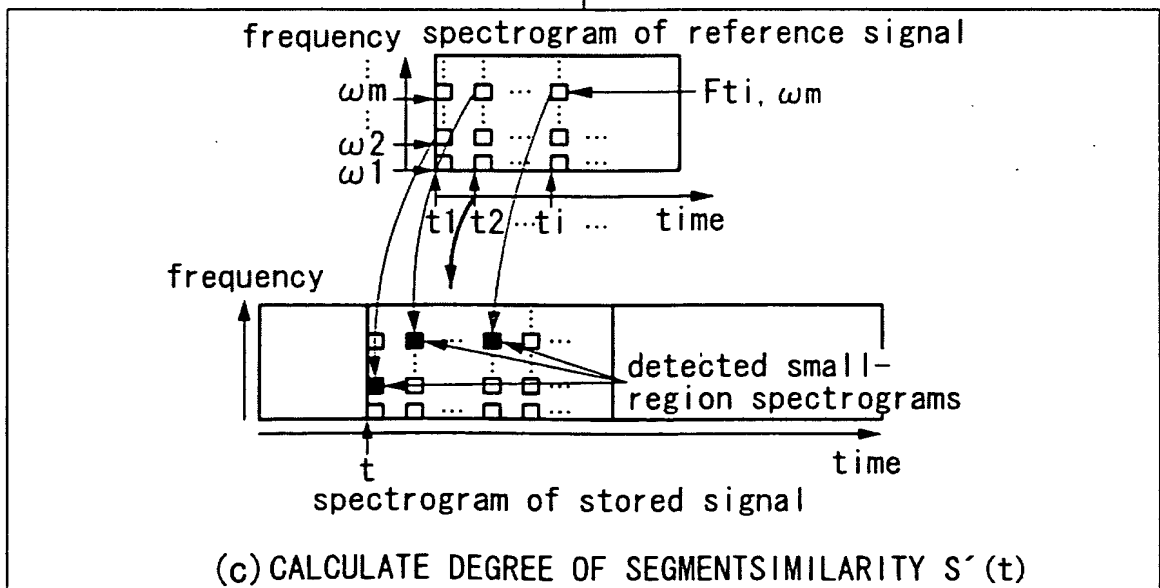 frequency spectrogram of reference signal
ωm
Fti, ωm
ω2
ω1
t1 t2 ... ti ... time
frequency
detected small-
region spectrograms
t time
spectrogram of stored signal
(c) CALCULATE DEGREE OF SEGMENTSIMILARITY S´(t)